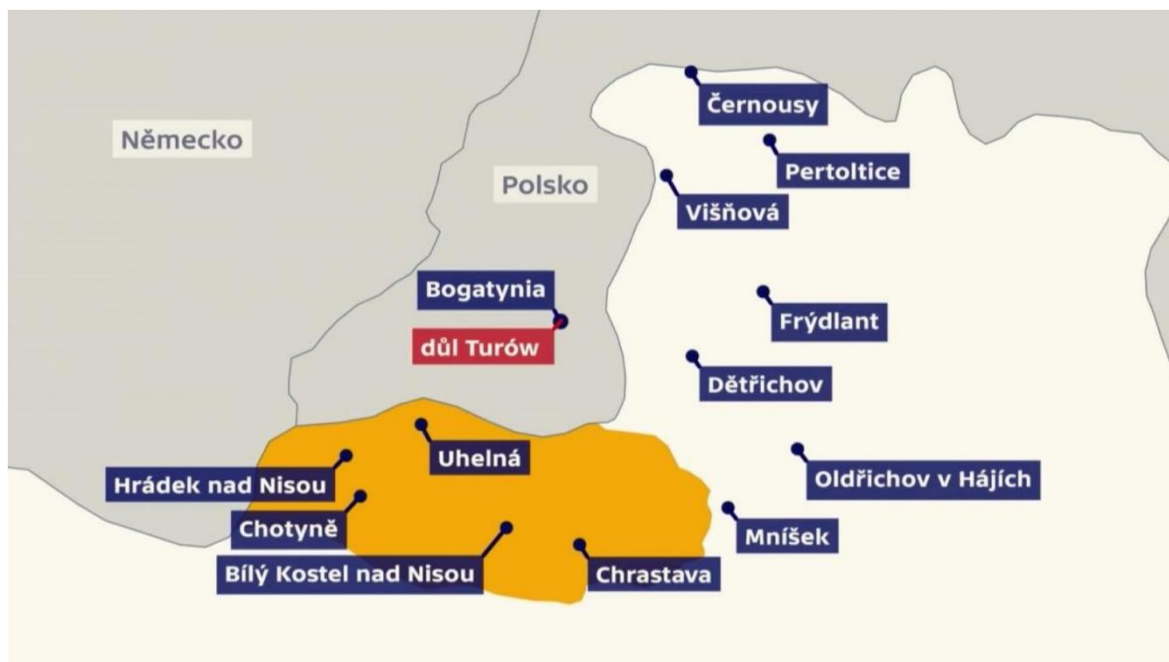 Černousy
Německo
Pertoltice
Polsko
Višňová
Bogatynia
Frýdlant
důl Turów
Dětřichov
Uhelná
Oldřichov v Hájích
Hrádek nad Nisou
Chotyně
Mníšek
Bílý Kostel nad Nisou
Chrastava